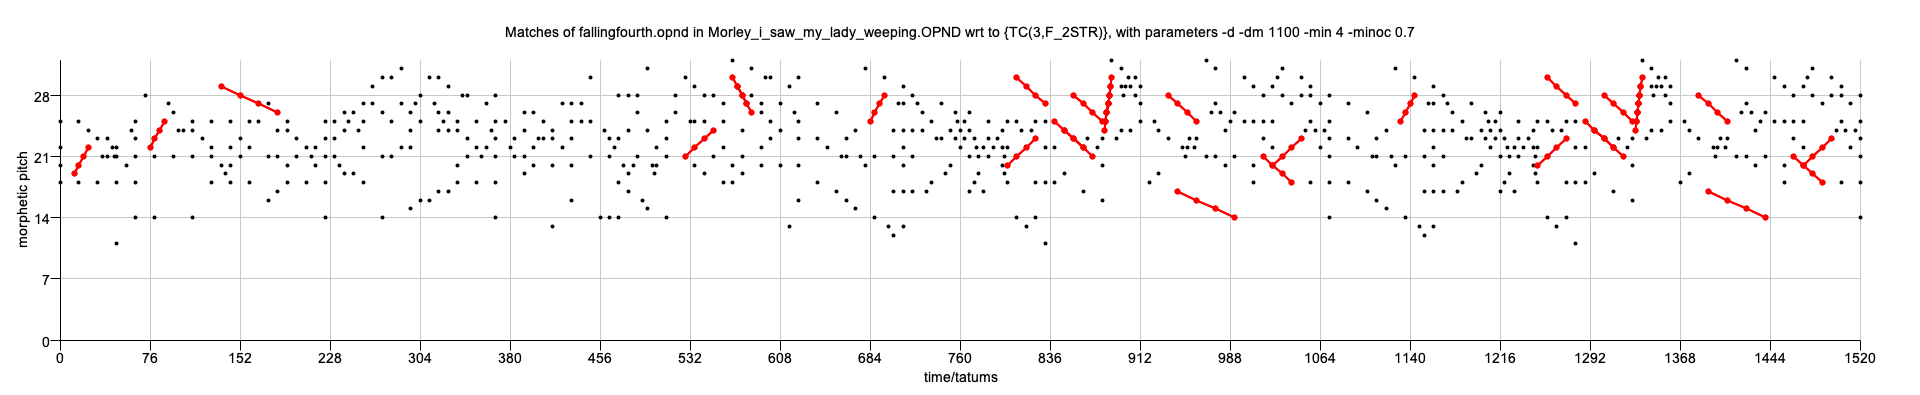 Matches of fallingfourth.opnd in Morley_i_saw_my_lady_weeping.OPND wrt to {TC(3,F_2STR)}, with parameters -d -dm 1100 -min 4 -minoc 0.7
morphetic pitch
28
21
14
7
0
0 76 152 228 304 380 456 532 608 684 760 836 912 988 1064 1140 1216 1292 1368 1444 1520
time/tatums